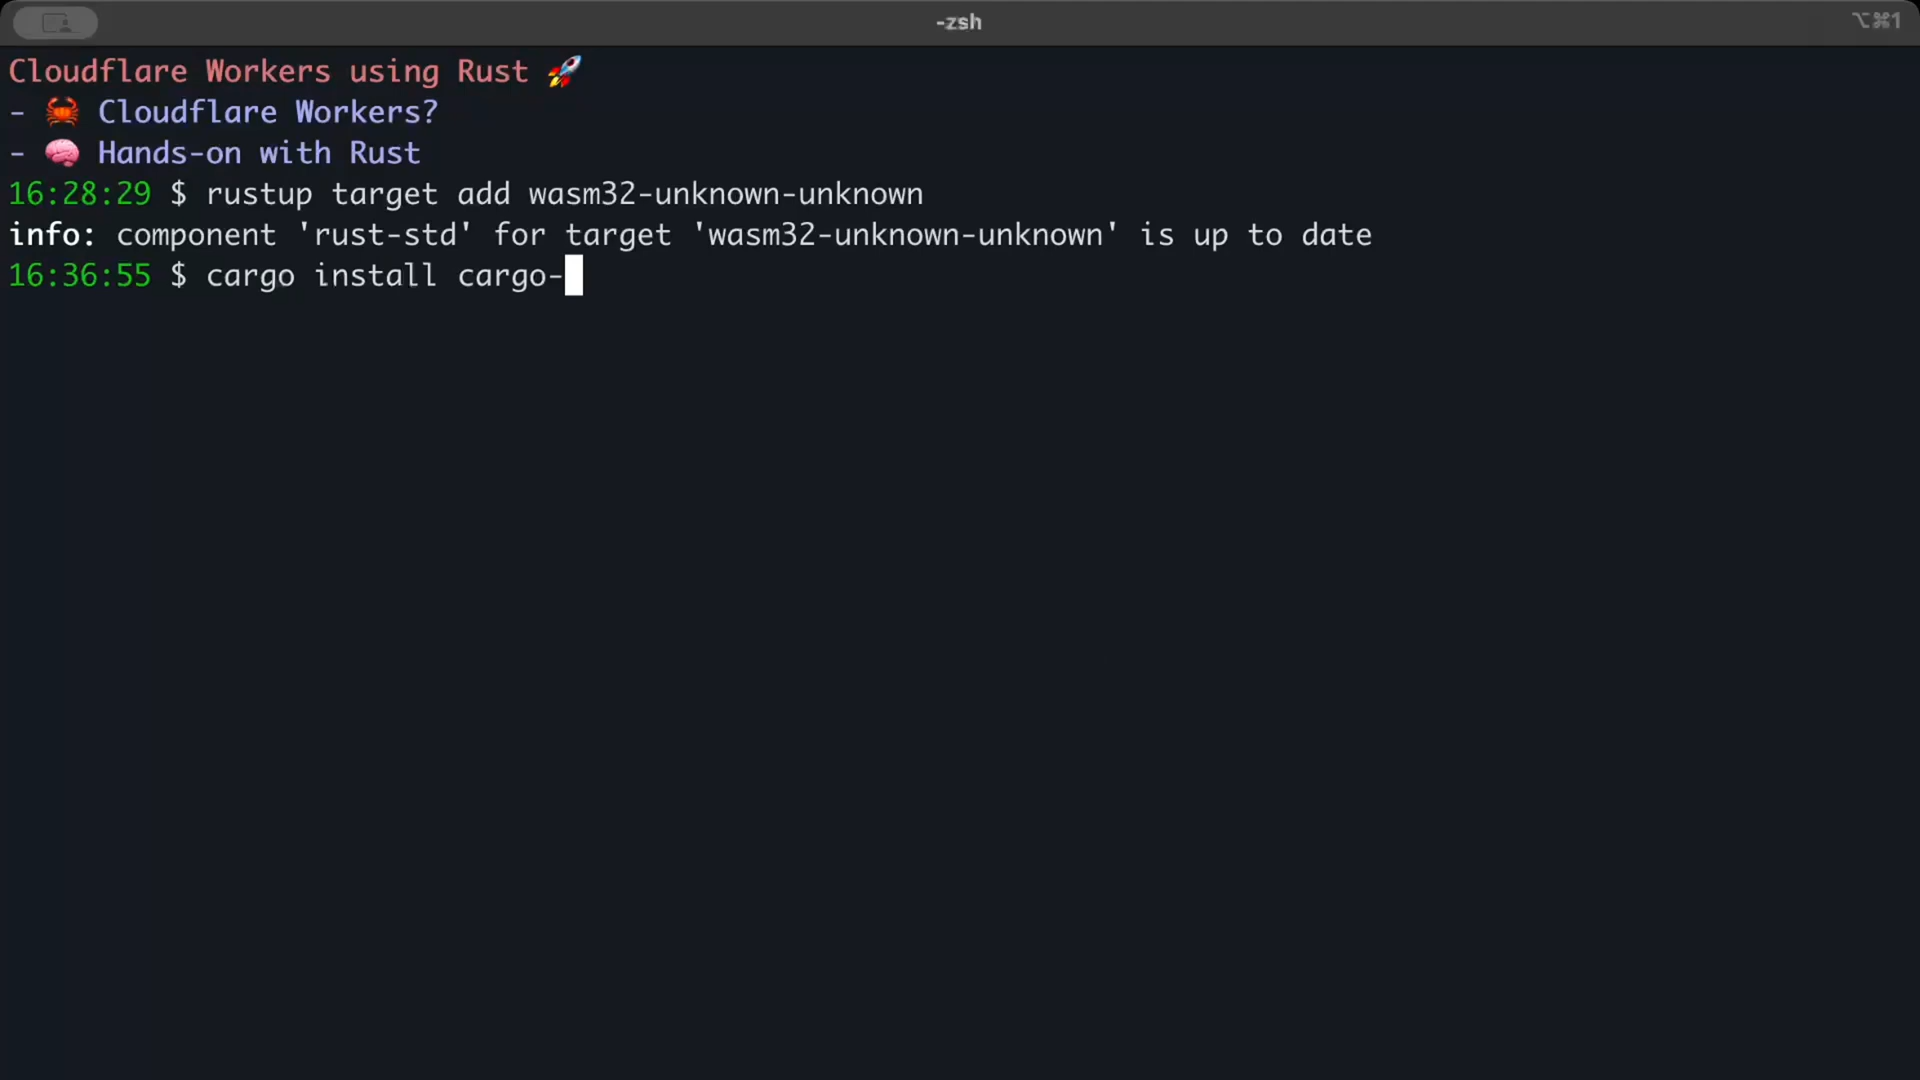 -zsh
⌥⌘1
Cloudflare Workers using Rust 🚀
- 🦀 Cloudflare Workers?
- 🧠 Hands-on with Rust
16:28:29 $ rustup target add wasm32-unknown-unknown
info: component 'rust-std' for target 'wasm32-unknown-unknown' is up to date
16:36:55 $ cargo install cargo-